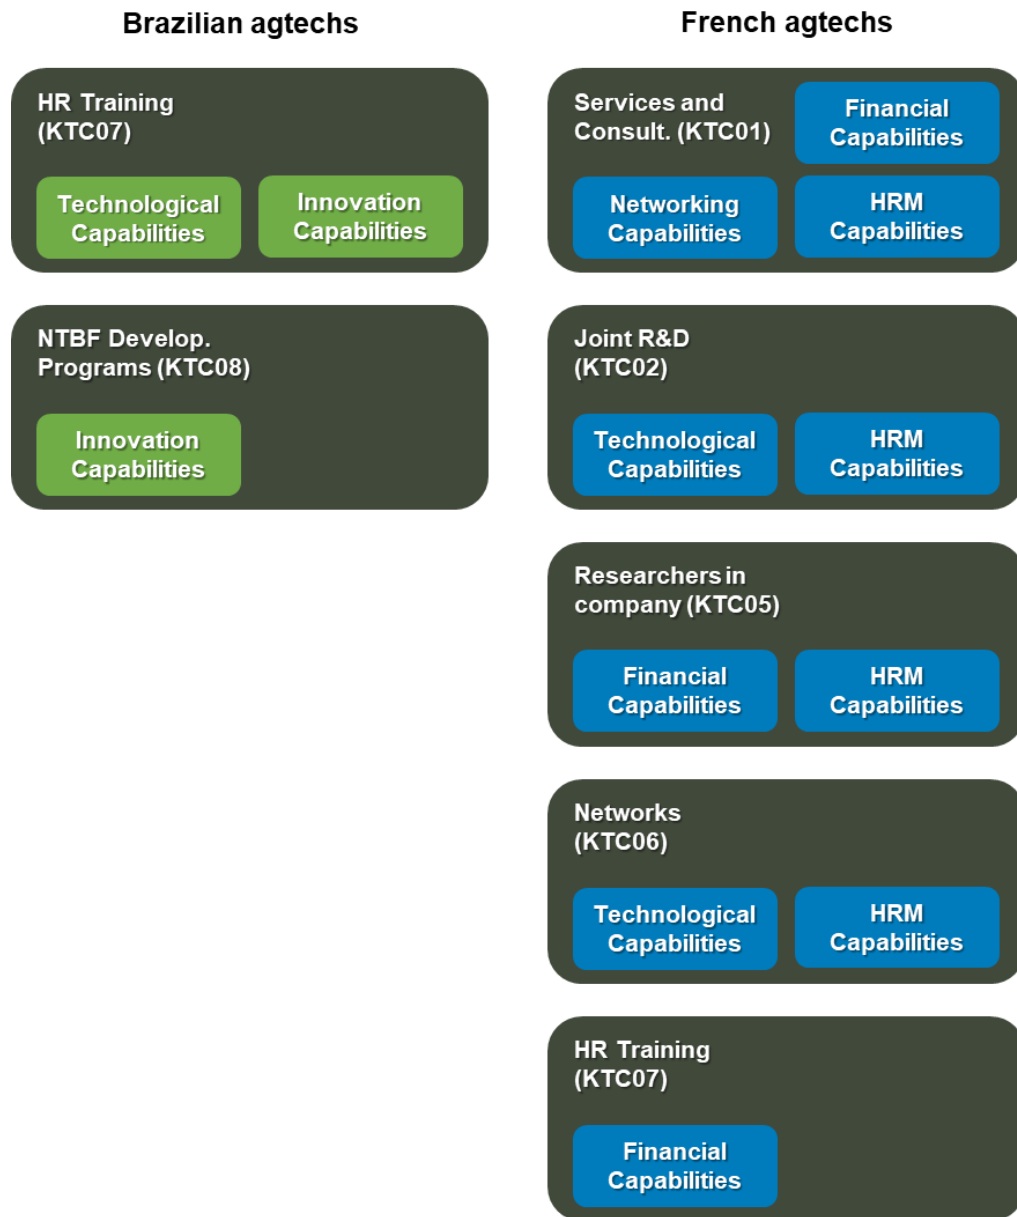 Brazilian agtechs
HR Training
(KTC07)
Technological
Capabilities
Innovation
Capabilities
NTBF Develop.
Programs (KTC08)
Innovation
Capabilities
French agtechs
Services and
Consult. (KTC01)
Financial
Capabilities
Networking
Capabilities
HRM
Capabilities
Joint R&D
(KTC02)
Technological
Capabilities
HRM
Capabilities
Researchers in
company (KTC05)
Financial
Capabilities
HRM
Capabilities
Networks
(KTC06)
Technological
Capabilities
HRM
Capabilities
HR Training
(KTC07)
Financial
Capabilities